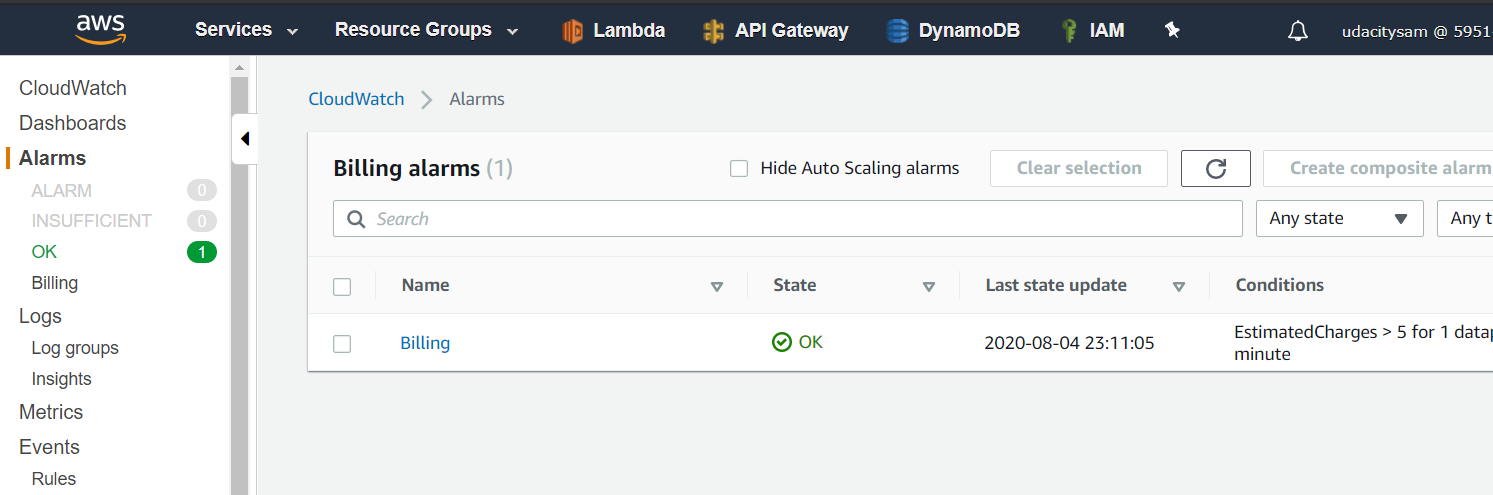 aws Services Resource Groups Lambda API Gateway DynamoDB IAM udacitysam @ 5951
CloudWatch
Dashboards
Alarms
ALARM 0
INSUFFICIENT 0
OK 1
Billing
Logs
Log groups
Insights
Metrics
Events
Rules
CloudWatch Alarms
Billing alarms (1) Hide Auto Scaling alarms Clear selection Create composite alarm
Search Any state Any t
Name State Last state update Conditions
Billing OK 2020-08-04 23:11:05 EstimatedCharges > 5 for 1 datap
minute